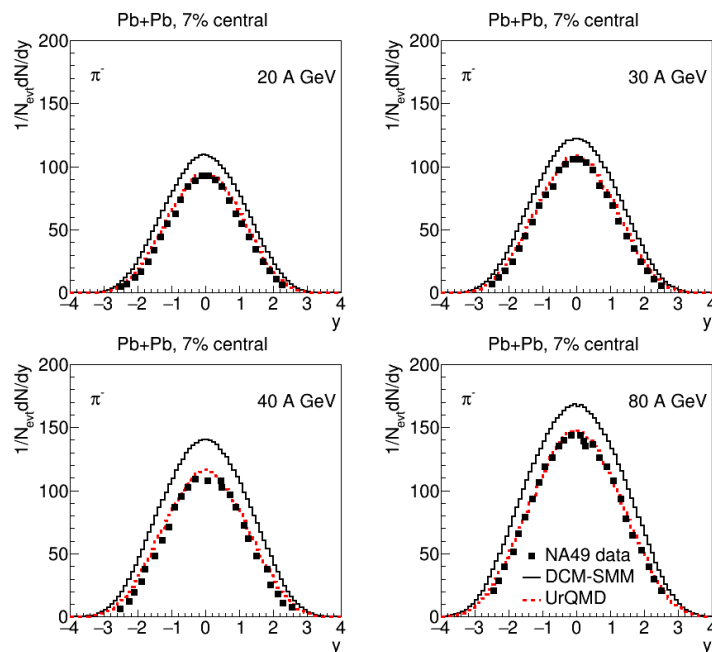 Pb+Pb, 7% central
Pb+Pb, 7% central
1/N_evt dN/dy
200
150
100
50
0
π⁻
20 A GeV
−4 −3 −2 −1 0 1 2 3 4
y
1/N_evt dN/dy
200
150
100
50
0
π⁻
30 A GeV
−4 −3 −2 −1 0 1 2 3 4
y
Pb+Pb, 7% central
Pb+Pb, 7% central
1/N_evt dN/dy
200
150
100
50
0
π⁻
40 A GeV
−4 −3 −2 −1 0 1 2 3 4
y
1/N_evt dN/dy
200
150
100
50
0
π⁻
80 A GeV
NA49 data
DCM-SMM
UrQMD
−4 −3 −2 −1 0 1 2 3 4
y